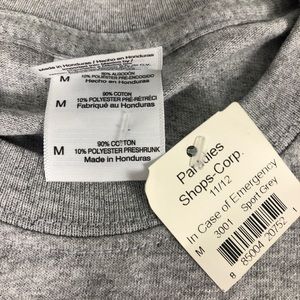 Made in Honduras / Hecho en Honduras
M
90% ALGODÓN
10% POLYESTER PRE-ENCOGIDO
Hecho en Honduras
M
90% COTON
10% POLYESTER PRÉ-RÉTRÉCI
Fabriqué au Honduras
M
90% COTTON
10% POLYESTER PRESHRUNK
Made in Honduras
Shops-Corp.
11/12
In Case of Emergency
M 3001 Sport Grey
8 85004 20752